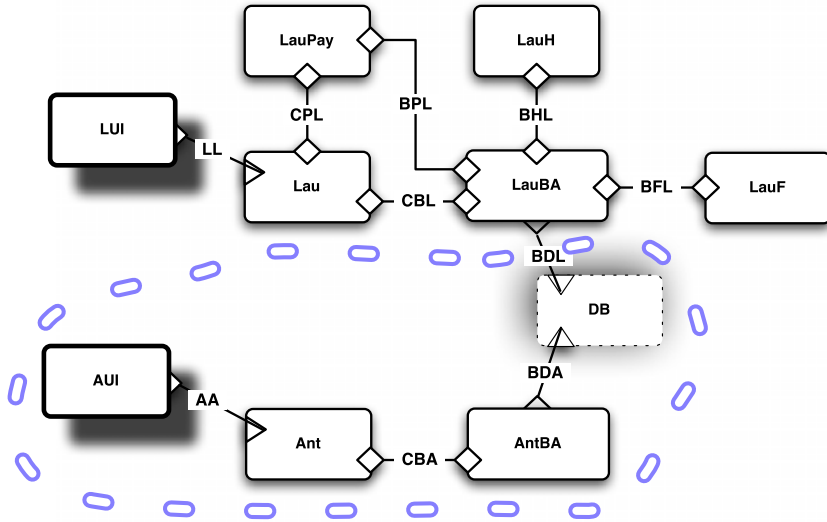 LauPay
LauH
LUI
CPL
BPL
BHL
LL
Lau
CBL
LauBA
BFL
LauF
BDL
DB
AUI
BDA
AA
Ant
CBA
AntBA